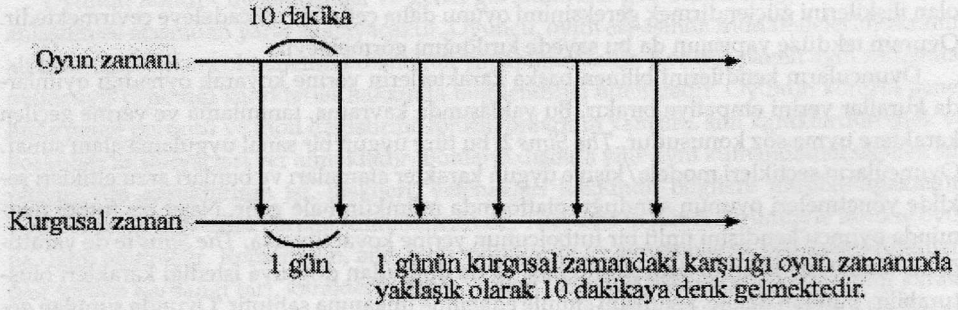 10 dakika
Oyun zamanı
Kurgusal zaman
1 gün
1 günün kurgusal zamandaki karşılığı oyun zamanında
yaklaşık olarak 10 dakikaya denk gelmektedir.